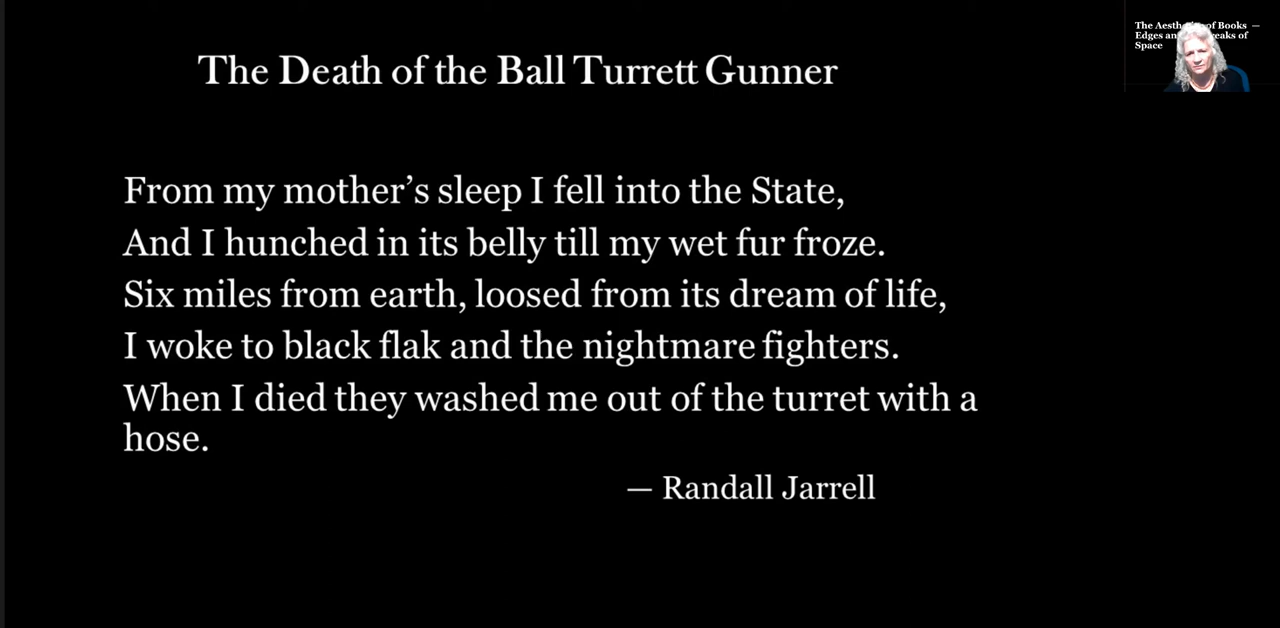 The Death of the Ball Turrett Gunner
From my mother's sleep I fell into the State,
And I hunched in its belly till my wet fur froze.
Six miles from earth, loosed from its dream of life,
I woke to black flak and the nightmare fighters.
When I died they washed me out of the turret with a
hose.
— Randall Jarrell
The of Books —
Edges of
Space